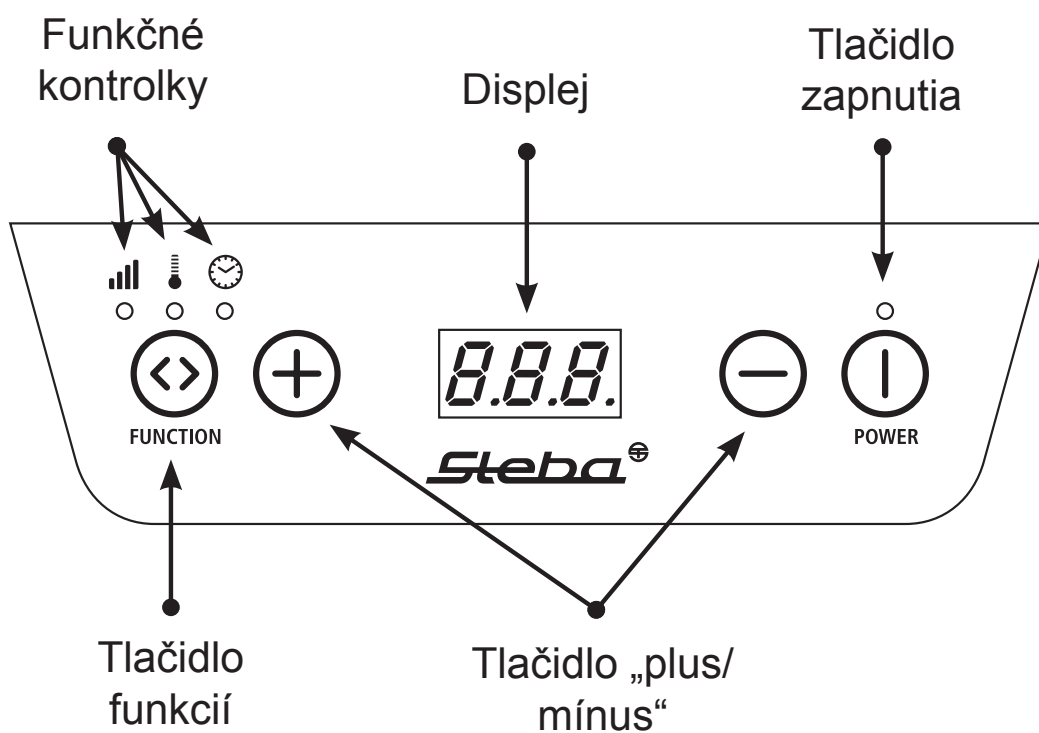 Funkčné
kontrolky
Displej
Tlačidlo
zapnutia
8.8.8.
FUNCTION
POWER
Steba
Tlačidlo
funkcií
Tlačidlo „plus/
mínus“